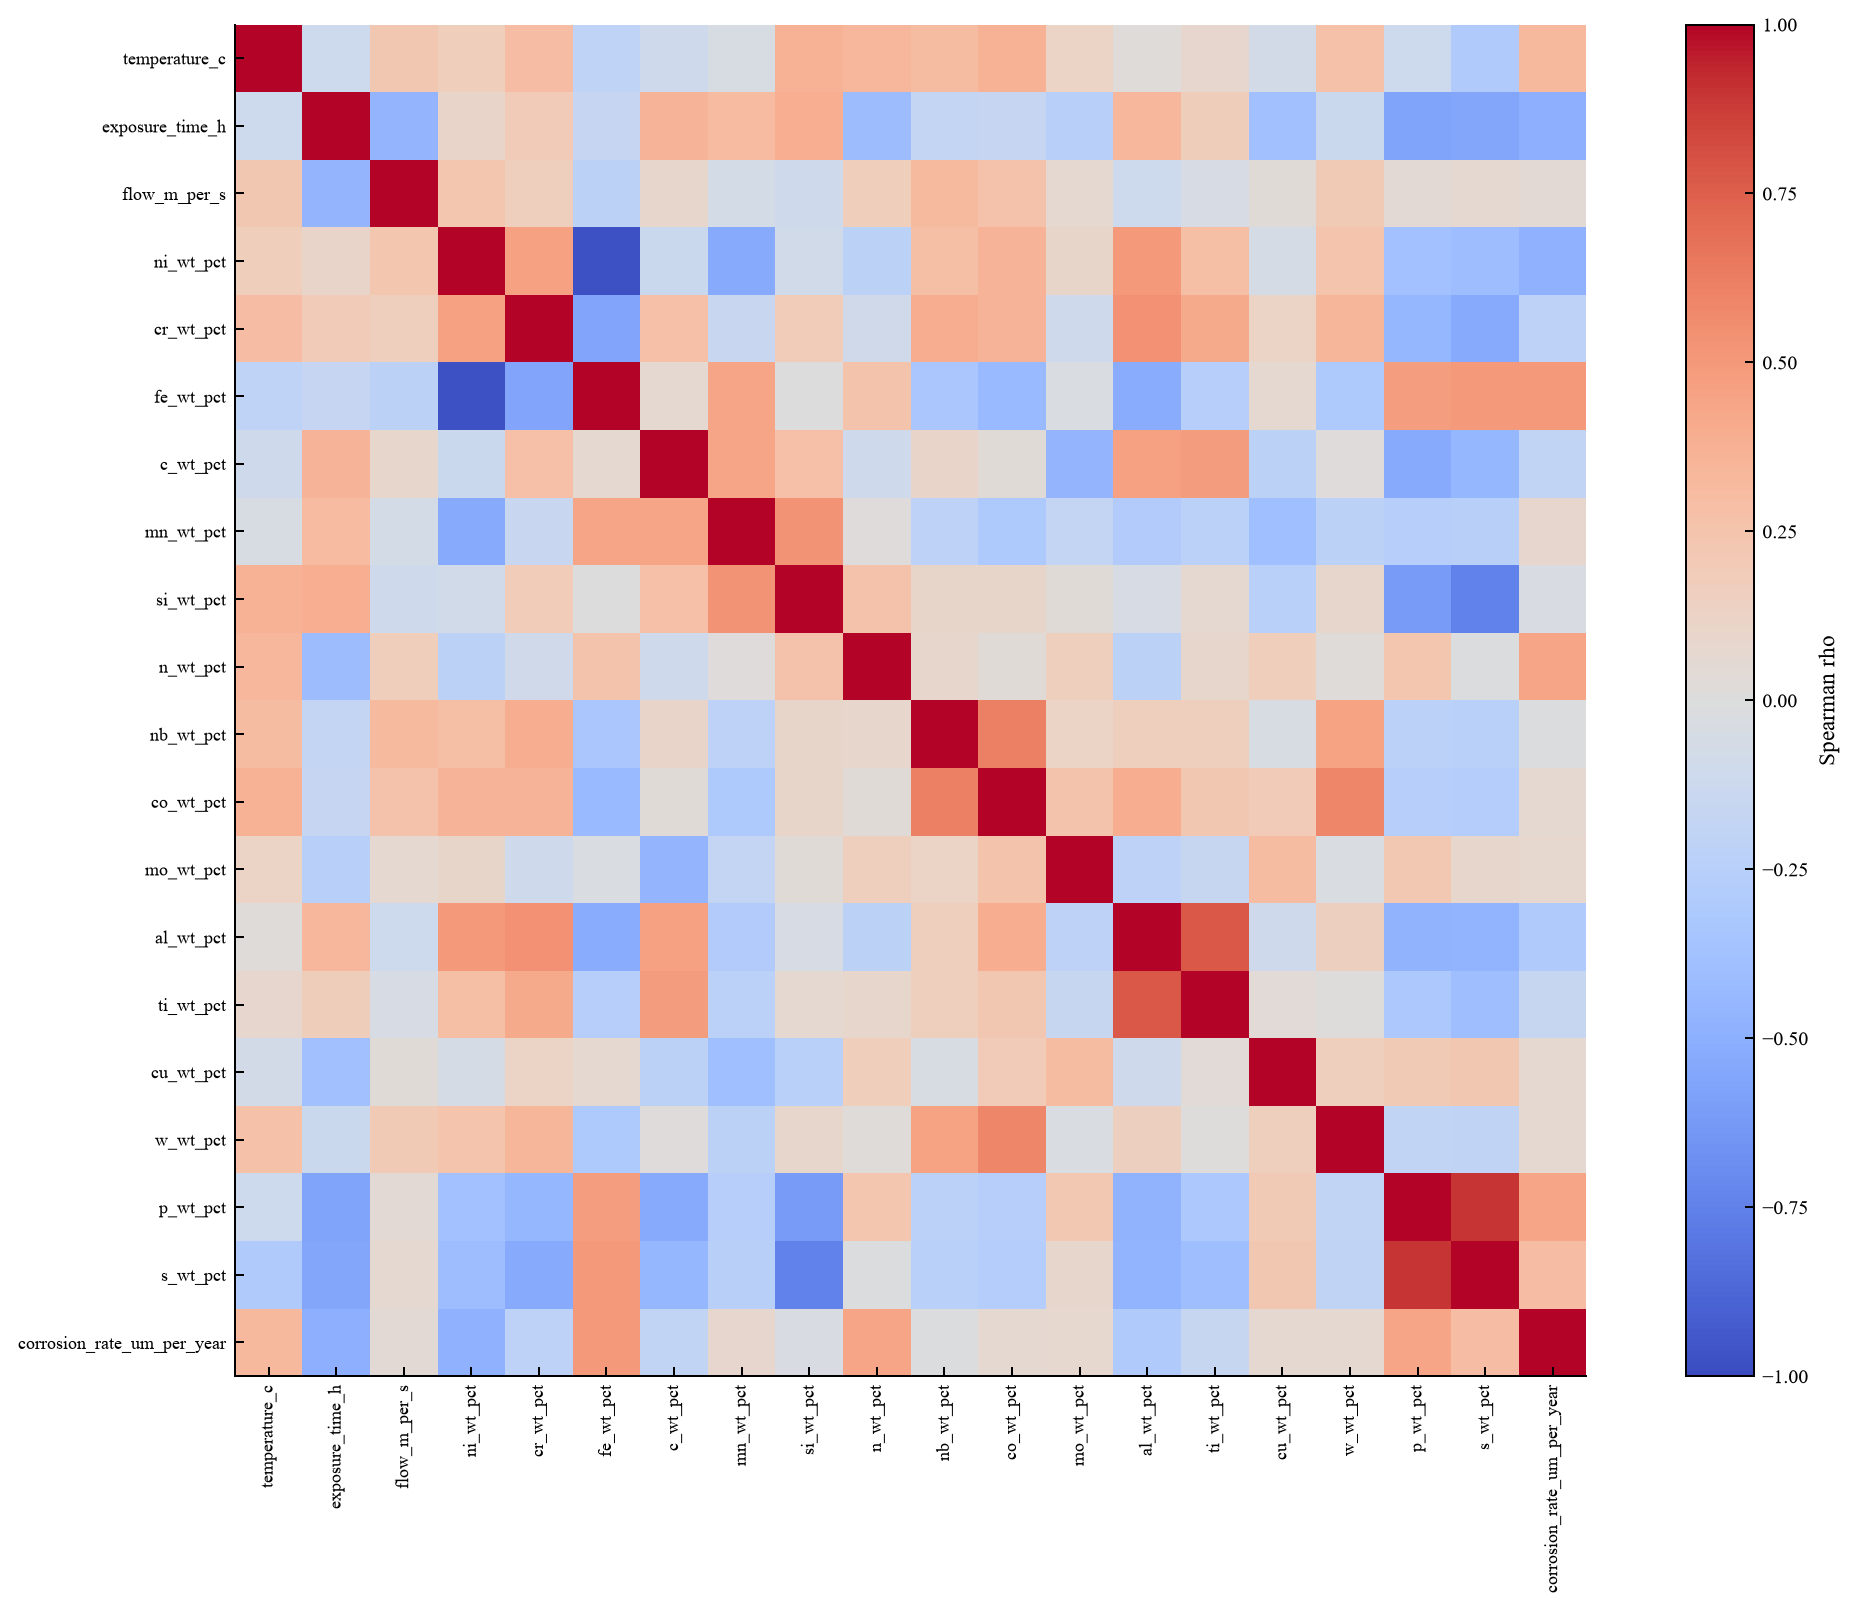 temperature_c
exposure_time_h
flow_m_per_s
ni_wt_pct
cr_wt_pct
fe_wt_pct
c_wt_pct
mn_wt_pct
si_wt_pct
n_wt_pct
nb_wt_pct
co_wt_pct
mo_wt_pct
al_wt_pct
ti_wt_pct
cu_wt_pct
w_wt_pct
p_wt_pct
s_wt_pct
corrosion_rate_um_per_year
temperature_c
exposure_time_h
flow_m_per_s
ni_wt_pct
cr_wt_pct
fe_wt_pct
c_wt_pct
mn_wt_pct
si_wt_pct
n_wt_pct
nb_wt_pct
co_wt_pct
mo_wt_pct
al_wt_pct
ti_wt_pct
cu_wt_pct
w_wt_pct
p_wt_pct
s_wt_pct
corrosion_rate_um_per_year
1.00
0.75
0.50
0.25
0.00
−0.25
−0.50
−0.75
−1.00
Spearman rho